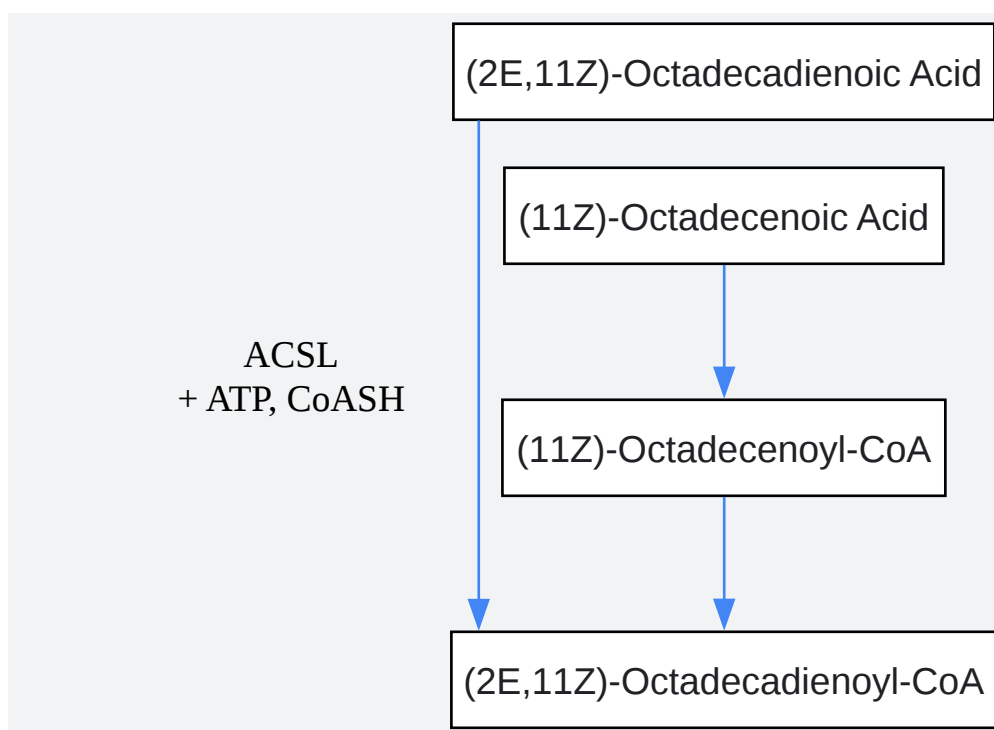 (2E,11Z)-Octadecadienoic Acid
(11Z)-Octadecenoic Acid
ACSL
+ ATP, CoASH
(11Z)-Octadecenoyl-CoA
(2E,11Z)-Octadecadienoyl-CoA